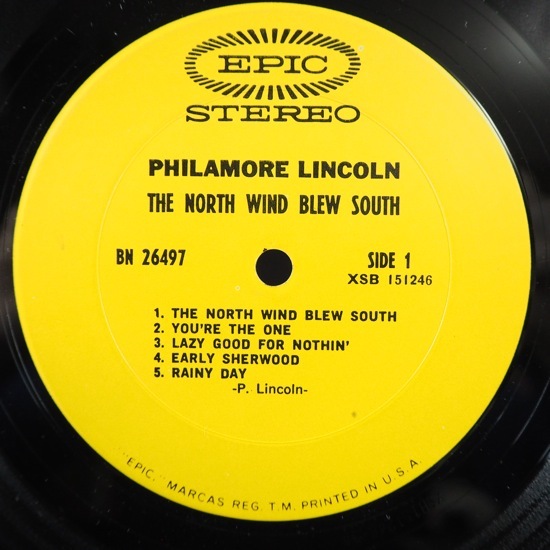 EPIC
STEREO
PHILAMORE LINCOLN
THE NORTH WIND BLEW SOUTH
BN 26497
SIDE 1
XSB 151246
1. THE NORTH WIND BLEW SOUTH
2. YOU'RE THE ONE
3. LAZY GOOD FOR NOTHIN'
4. EARLY SHERWOOD
5. RAINY DAY
-P. Lincoln-
"EPIC," MARCAS REG. T.M. PRINTED IN U.S.A.